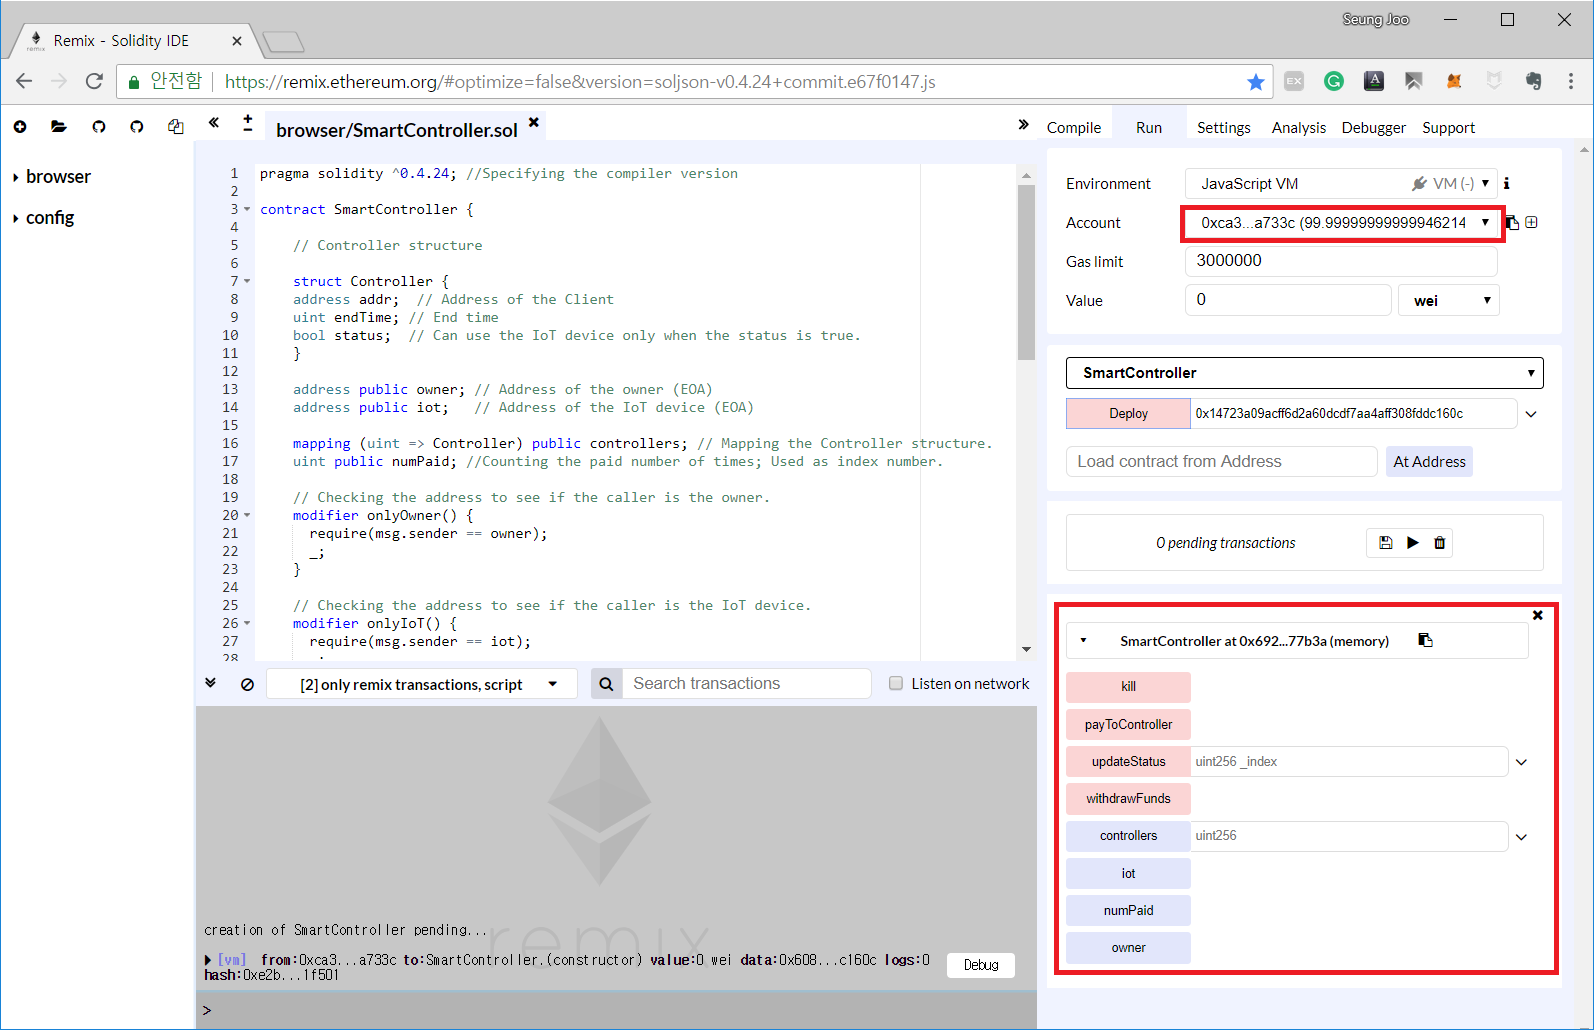 Seung Joo
Remix - Solidity IDE
안전함
https://remix.ethereum.org/#optimize=false&version=soljson-v0.4.24+commit.e67f0147.js
browser/SmartController.sol
browser
config
1 pragma solidity ^0.4.24; //Specifying the compiler version
2
3 contract SmartController {
4
5 // Controller structure
6
7 struct Controller {
8 address addr;  // Address of the Client
9 uint endTime; // End time
10 bool status;  // Can use the IoT device only when the status is true.
11 }
12
13 address public owner; // Address of the owner (EOA)
14 address public iot;   // Address of the IoT device (EOA)
15
16 mapping (uint => Controller) public controllers; // Mapping the Controller structure.
17 uint public numPaid; //Counting the paid number of times; Used as index number.
18
19 // Checking the address to see if the caller is the owner.
20 modifier onlyOwner() {
21 require(msg.sender == owner);
22 _;
23 }
24
25 // Checking the address to see if the caller is the IoT device.
26 modifier onlyIoT() {
27 require(msg.sender == iot);
28
[2] only remix transactions, script
Search transactions
Listen on network
remix
creation of SmartController pending...
[vm] from:0xca3...a733c to:SmartController.(constructor) value:0 wei data:0x608...c160c logs:0
hash:0xe2b...1f501
Debug
>
Compile Run Settings Analysis Debugger Support
Environment JavaScript VM VM (-)
Account 0xca3...a733c (99.99999999999946214
Gas limit 3000000
Value 0 wei
SmartController
Deploy 0x14723a09acff6d2a60dcdf7aa4aff308fddc160c
Load contract from Address At Address
0 pending transactions
SmartController at 0x692...77b3a (memory)
kill
payToController
updateStatus uint256 _index
withdrawFunds
controllers uint256
iot
numPaid
owner